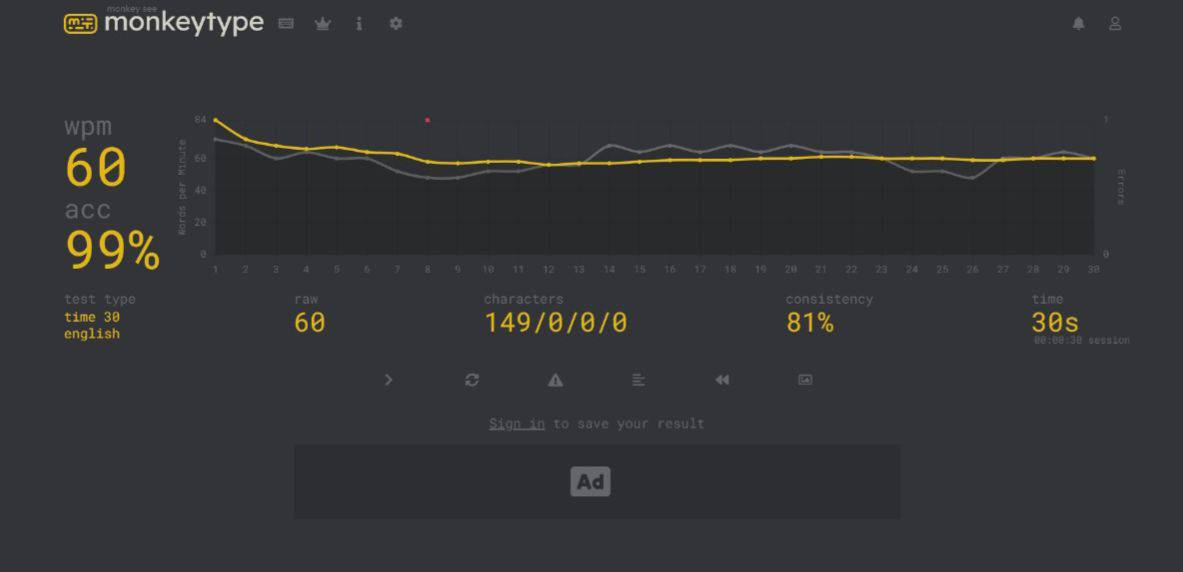 monkey see
monkeytype
wpm
60
acc
99%
Words per Minute
84
60
40
20
0
1
0
Errors
1 2 3 4 5 6 7 8 9 10 11 12 13 14 15 16 17 18 19 20 21 22 23 24 25 26 27 28 29 30
test type
time 30
english
raw
60
characters
149/0/0/0
consistency
81%
time
30s
00:00:30 session
Sign in to save your result
Ad